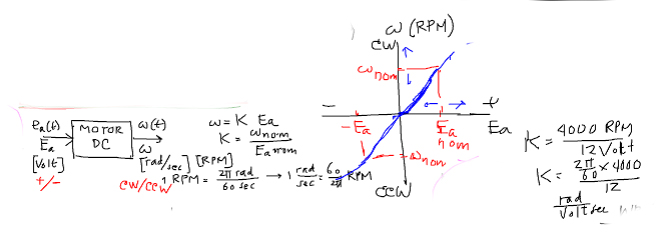 ω (RPM)
CW
ω nom
− +
-Ea Ea nom Ea
-ω nom
CCW
ea(t) MOTOR DC ω(t)
Ea ω
[Volt] [rad/sec] [RPM]
+/- CW/CCW
ω = K Ea
K = ωnom / Ea nom
1 RPM = 2π rad / 60 sec → 1 rad/sec = 60/2π RPM
K = 4000 RPM / 12 Volt
K = 2π/60 × 4000 / 12
rad / Volt sec